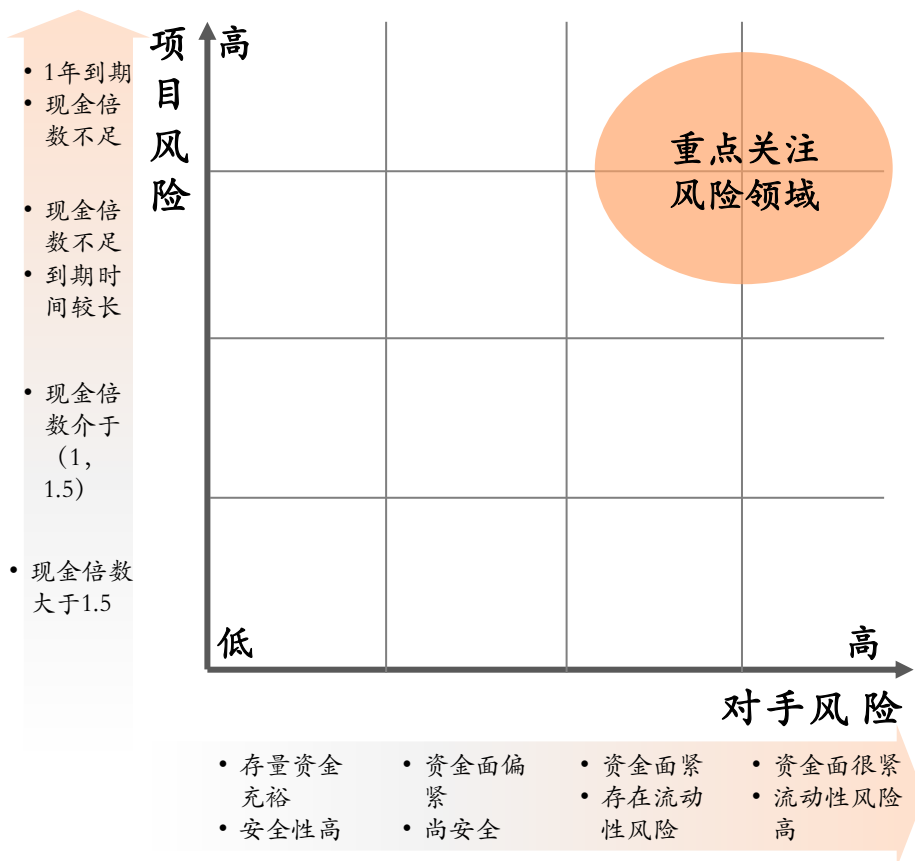 项
目
风
险
高
• 1年到期
• 现金倍
数不足
• 现金倍
数不足
• 到期时
间较长
• 现金倍
数介于
（1,
1.5）
• 现金倍数
大于1.5
重点关注
风险领域
低
高
对手风 险
• 存量资金
充裕
• 安全性高
• 资金面偏
紧
• 尚安全
• 资金面紧
• 存在流动
性风险
• 资金面很紧
• 流动性风险
高